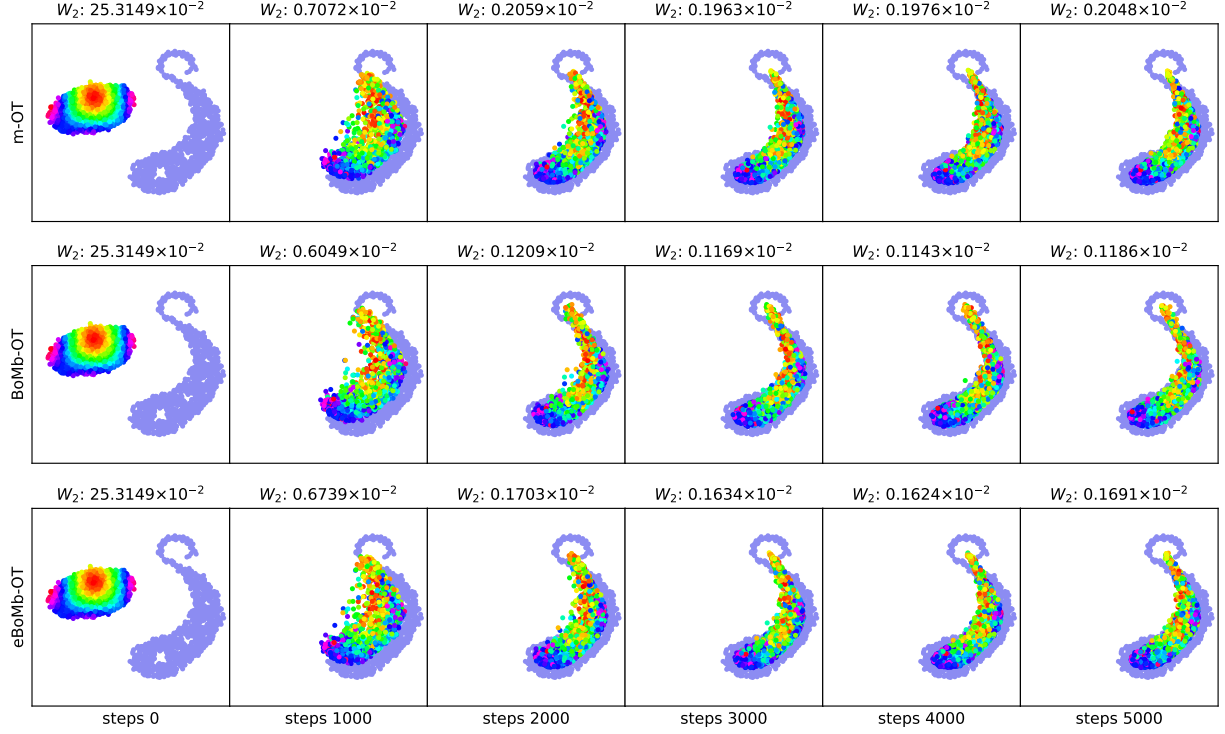 W₂: 25.3149×10⁻² W₂: 0.7072×10⁻² W₂: 0.2059×10⁻² W₂: 0.1963×10⁻² W₂: 0.1976×10⁻² W₂: 0.2048×10⁻²
m-OT
W₂: 25.3149×10⁻² W₂: 0.6049×10⁻² W₂: 0.1209×10⁻² W₂: 0.1169×10⁻² W₂: 0.1143×10⁻² W₂: 0.1186×10⁻²
BoMb-OT
W₂: 25.3149×10⁻² W₂: 0.6739×10⁻² W₂: 0.1703×10⁻² W₂: 0.1634×10⁻² W₂: 0.1624×10⁻² W₂: 0.1691×10⁻²
eBoMb-OT
steps 0 steps 1000 steps 2000 steps 3000 steps 4000 steps 5000